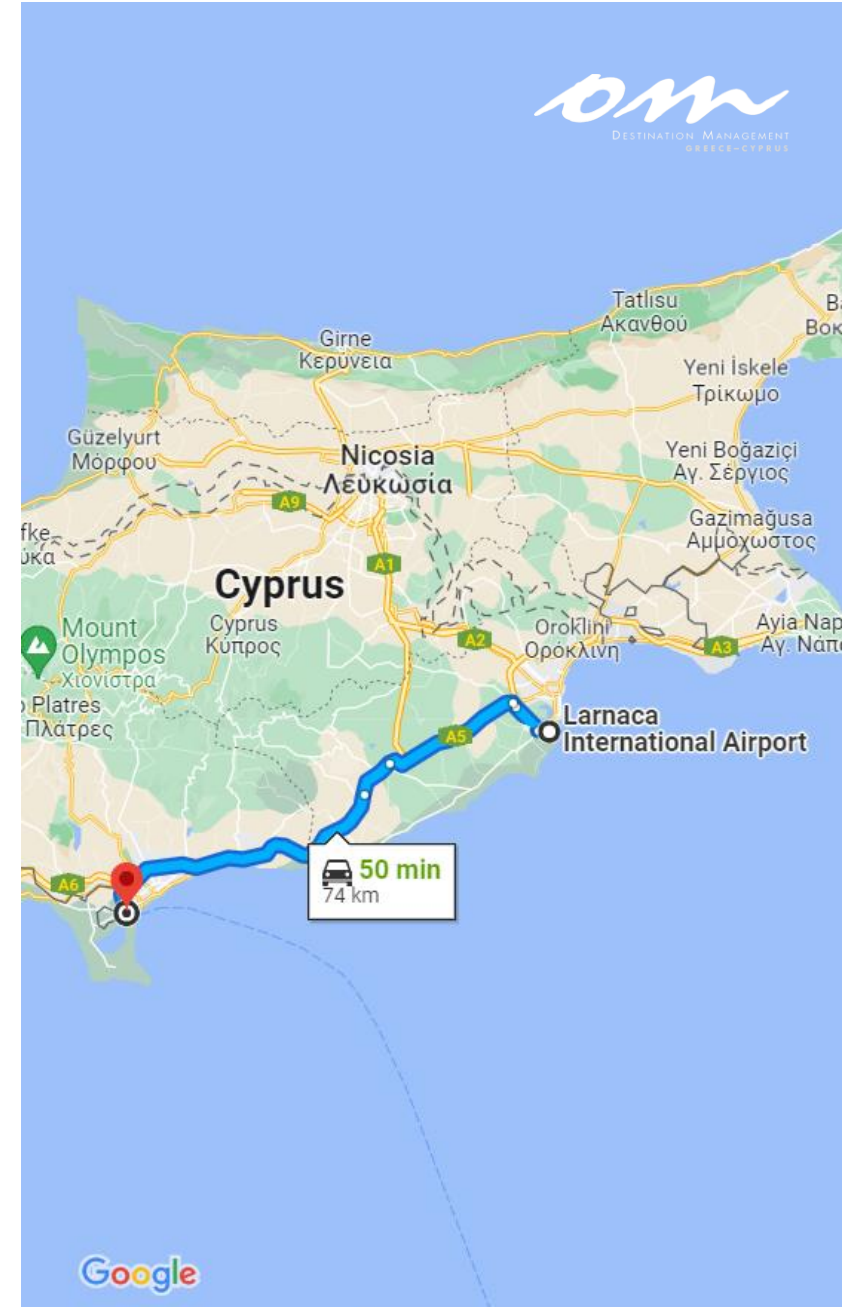 om
DESTINATION MANAGEMENT
GREECE–CYPRUS
Tatlısu
Ακανθού
Girne
Κερύνεια
Yeni İskele
Τρίκωμο
Güzelyurt
Μόρφου
Nicosia
Λευκωσία
Yeni Boğaziçi
Αγ. Σέργιος
A9
Gazimağusa
Αμμόχωστος
A1
Cyprus
Cyprus
Κύπρος
Mount
Olympos
Χιονίστρα
A2
Oroklini
Ορόκλινη
A3
Platres
Πλάτρες
A5
Larnaca
International Airport
50 min
74 km
A6
Google